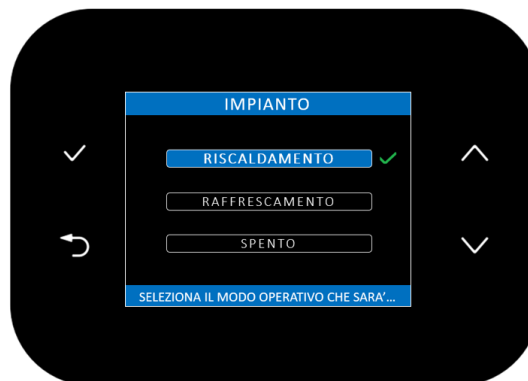 IMPIANTO
RISCALDAMENTO
RAFFRESCAMENTO
SPENTO
SELEZIONA IL MODO OPERATIVO CHE SARA'...